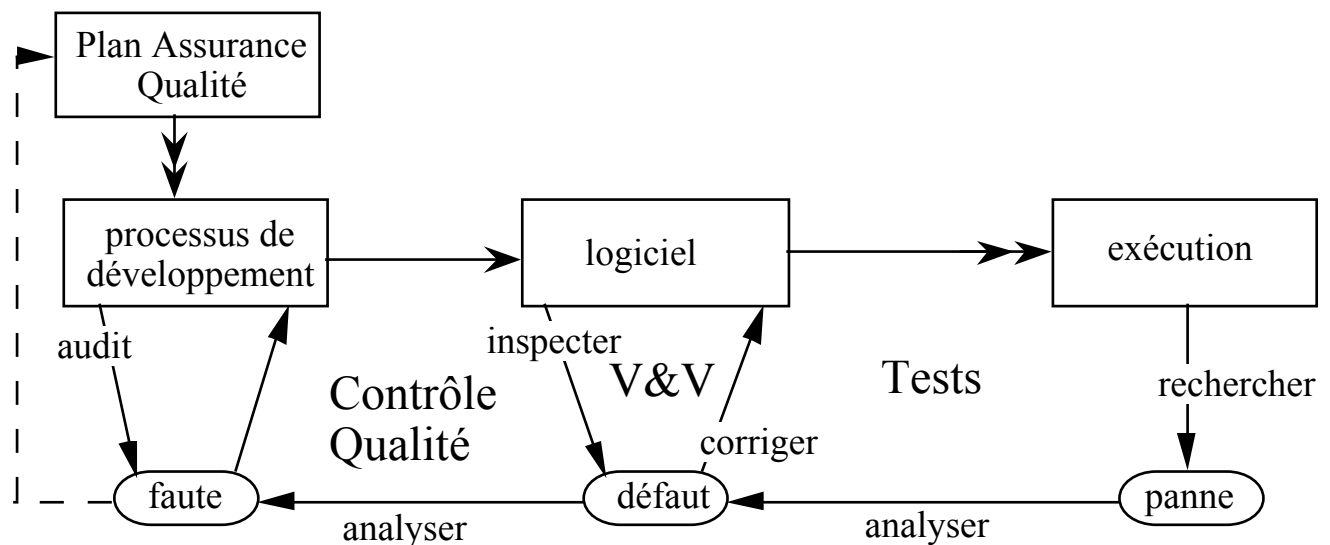 Plan Assurance
Qualité
processus de
développement
logiciel
exécution
audit
inspecter
Contrôle
Qualité
V&V
Tests
rechercher
corriger
faute
défaut
panne
analyser
analyser